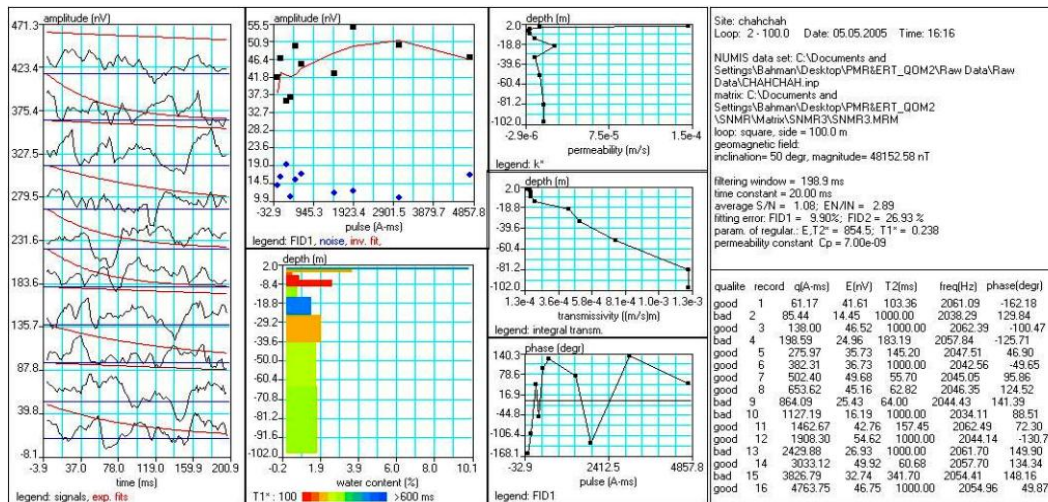 amplitude (nV)
471.3
423.4
375.4
327.5
279.5
231.6
183.6
135.7
87.8
39.8
-8.1
-3.9 37.0 78.0 119.0 159.9 200.9
time (ms)
legend: signals, exp. fits
amplitude (nV)
55.5
50.9
46.4
41.8
37.3
32.7
28.2
23.6
19.0
14.5
9.9
-32.9 945.3 1923.4 2901.5 3879.7 4857.8
pulse (A-ms)
legend: FID1, noise, inv. fit,
depth (m)
2.0
-8.4
-18.8
-29.2
-39.6
-50.0
-60.4
-70.8
-81.2
-91.6
-102.0
-0.2 1.9 3.9 6.0 8.0 10.1
water content (%)
T1* : 100 >600 ms
depth (m)
2.0
-18.8
-39.6
-60.4
-81.2
-102.0
-2.9e-6 7.5e-5 1.5e-4
permeability (m/s)
legend: k*
depth (m)
2.0
-18.8
-39.6
-60.4
-81.2
-102.0
1.3e-4 3.6e-4 5.8e-4 8.1e-4 1.0e-3 1.3e-3
transmissivity ((m/s)m)
legend: integral transm.
phase (degr)
140.3
78.6
16.9
-44.8
-106.4
-168.1
-32.9 2412.5 4857.8
pulse (A-ms)
legend: FID1
Site: chahchah
Loop: 2 - 100.0 Date: 05.05.2005 Time: 16:16
NUMIS data set: C:\Documents and
Settings\Bahman\Desktop\PMR&ERT_QOM2\Raw Data\Raw
Data\CHAHCHAH.inp
matrix: C:\Documents and
Settings\Bahman\Desktop\PMR&ERT_QOM2
\SNMR\Matrix\SNMR3\SNMR3.MRM
loop: square, side = 100.0 m
geomagnetic field:
inclination= 50 degr, magnitude= 48152.58 nT
filtering window = 198.9 ms
time constant = 20.00 ms
average S/N = 1.08; EN/IN = 2.89
fitting error: FID1 = 9.90%; FID2 = 26.93 %
param. of regular.: E,T2* = 854.5; T1* = 0.238
permeability constant Cp = 7.00e-09
qualite record q(A-ms) E(nV) T2(ms) freq(Hz) phase(degr)
good 1 61.17 41.61 103.36 2061.09 -162.18
bad 2 85.44 14.45 1000.00 2038.29 129.84
good 3 138.00 46.52 1000.00 2062.39 -100.47
bad 4 198.59 24.96 183.19 2057.84 -125.71
good 5 275.97 35.73 145.20 2047.51 46.90
good 6 382.31 36.73 1000.00 2042.56 -49.65
good 7 502.40 49.68 55.70 2045.05 95.86
good 8 653.62 45.16 62.82 2046.35 124.52
bad 9 864.09 25.43 64.00 2044.43 141.39
bad 10 1127.19 16.19 1000.00 2034.11 88.51
good 11 1462.67 42.76 157.45 2062.49 72.30
good 12 1908.30 54.62 1000.00 2044.14 -130.7
bad 13 2429.88 26.93 1000.00 2061.70 149.90
good 14 3033.12 49.92 60.68 2057.70 134.34
bad 15 3826.79 32.74 341.70 2054.41 148.16
good 16 4763.75 46.75 1000.00 2054.96 49.87